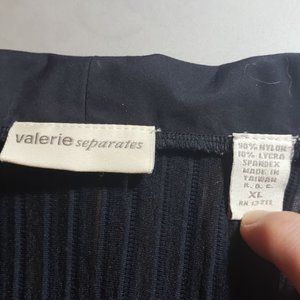 valerie separates
90% NYLON
10% LYCRA
SPANDEX
MADE IN
TAIWAN
R.O.C.
XL